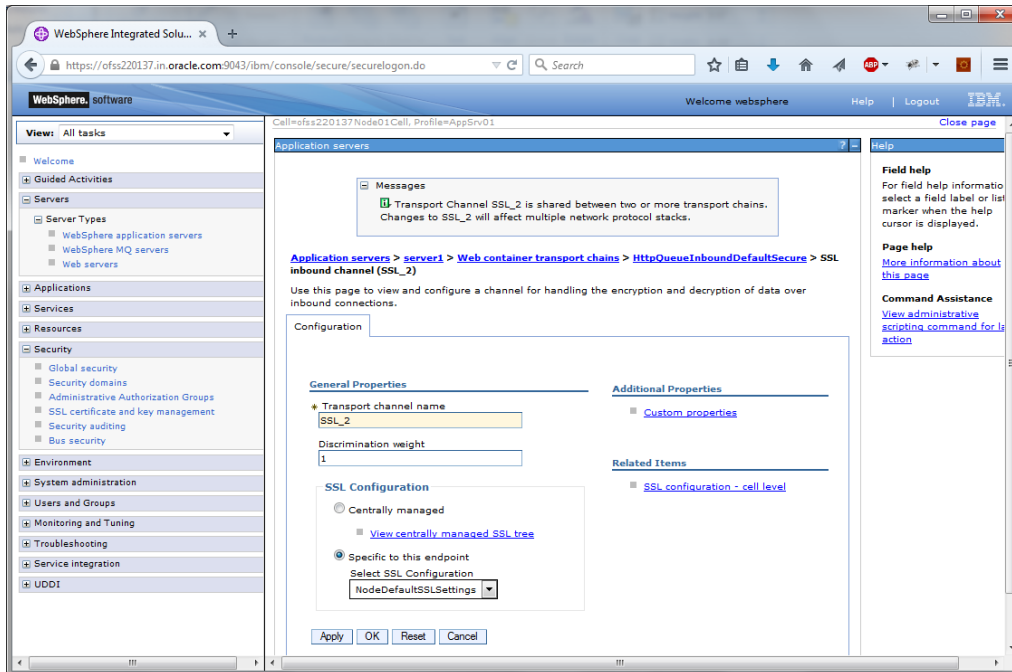 WebSphere Integrated Solu...
https://ofss220137.in.oracle.com:9043/ibm/console/secure/securelogon.do
Search
ABP
WebSphere. software
Welcome websphere
Help | Logout
IBM.
View: All tasks
Welcome
Guided Activities
Servers
Server Types
WebSphere application servers
WebSphere MQ servers
Web servers
Applications
Services
Resources
Security
Global security
Security domains
Administrative Authorization Groups
SSL certificate and key management
Security auditing
Bus security
Environment
System administration
Users and Groups
Monitoring and Tuning
Troubleshooting
Service integration
UDDI
Cell=ofss220137Node01Cell, Profile=AppSrv01
Close page
Application servers
? -
Messages
Transport Channel SSL_2 is shared between two or more transport chains.
Changes to SSL_2 will affect multiple network protocol stacks.
Application servers > server1 > Web container transport chains > HttpQueueInboundDefaultSecure > SSL
inbound channel (SSL_2)
Use this page to view and configure a channel for handling the encryption and decryption of data over
inbound connections.
Configuration
General Properties
Transport channel name
SSL_2
Discrimination weight
1
SSL Configuration
Centrally managed
View centrally managed SSL tree
Specific to this endpoint
Select SSL Configuration
NodeDefaultSSLSettings
Apply OK Reset Cancel
Additional Properties
Custom properties
Related Items
SSL configuration - cell level
Help
Field help
For field help informatio
select a field label or list
marker when the help
cursor is displayed.
Page help
More information about
this page
Command Assistance
View administrative
scripting command for la
action